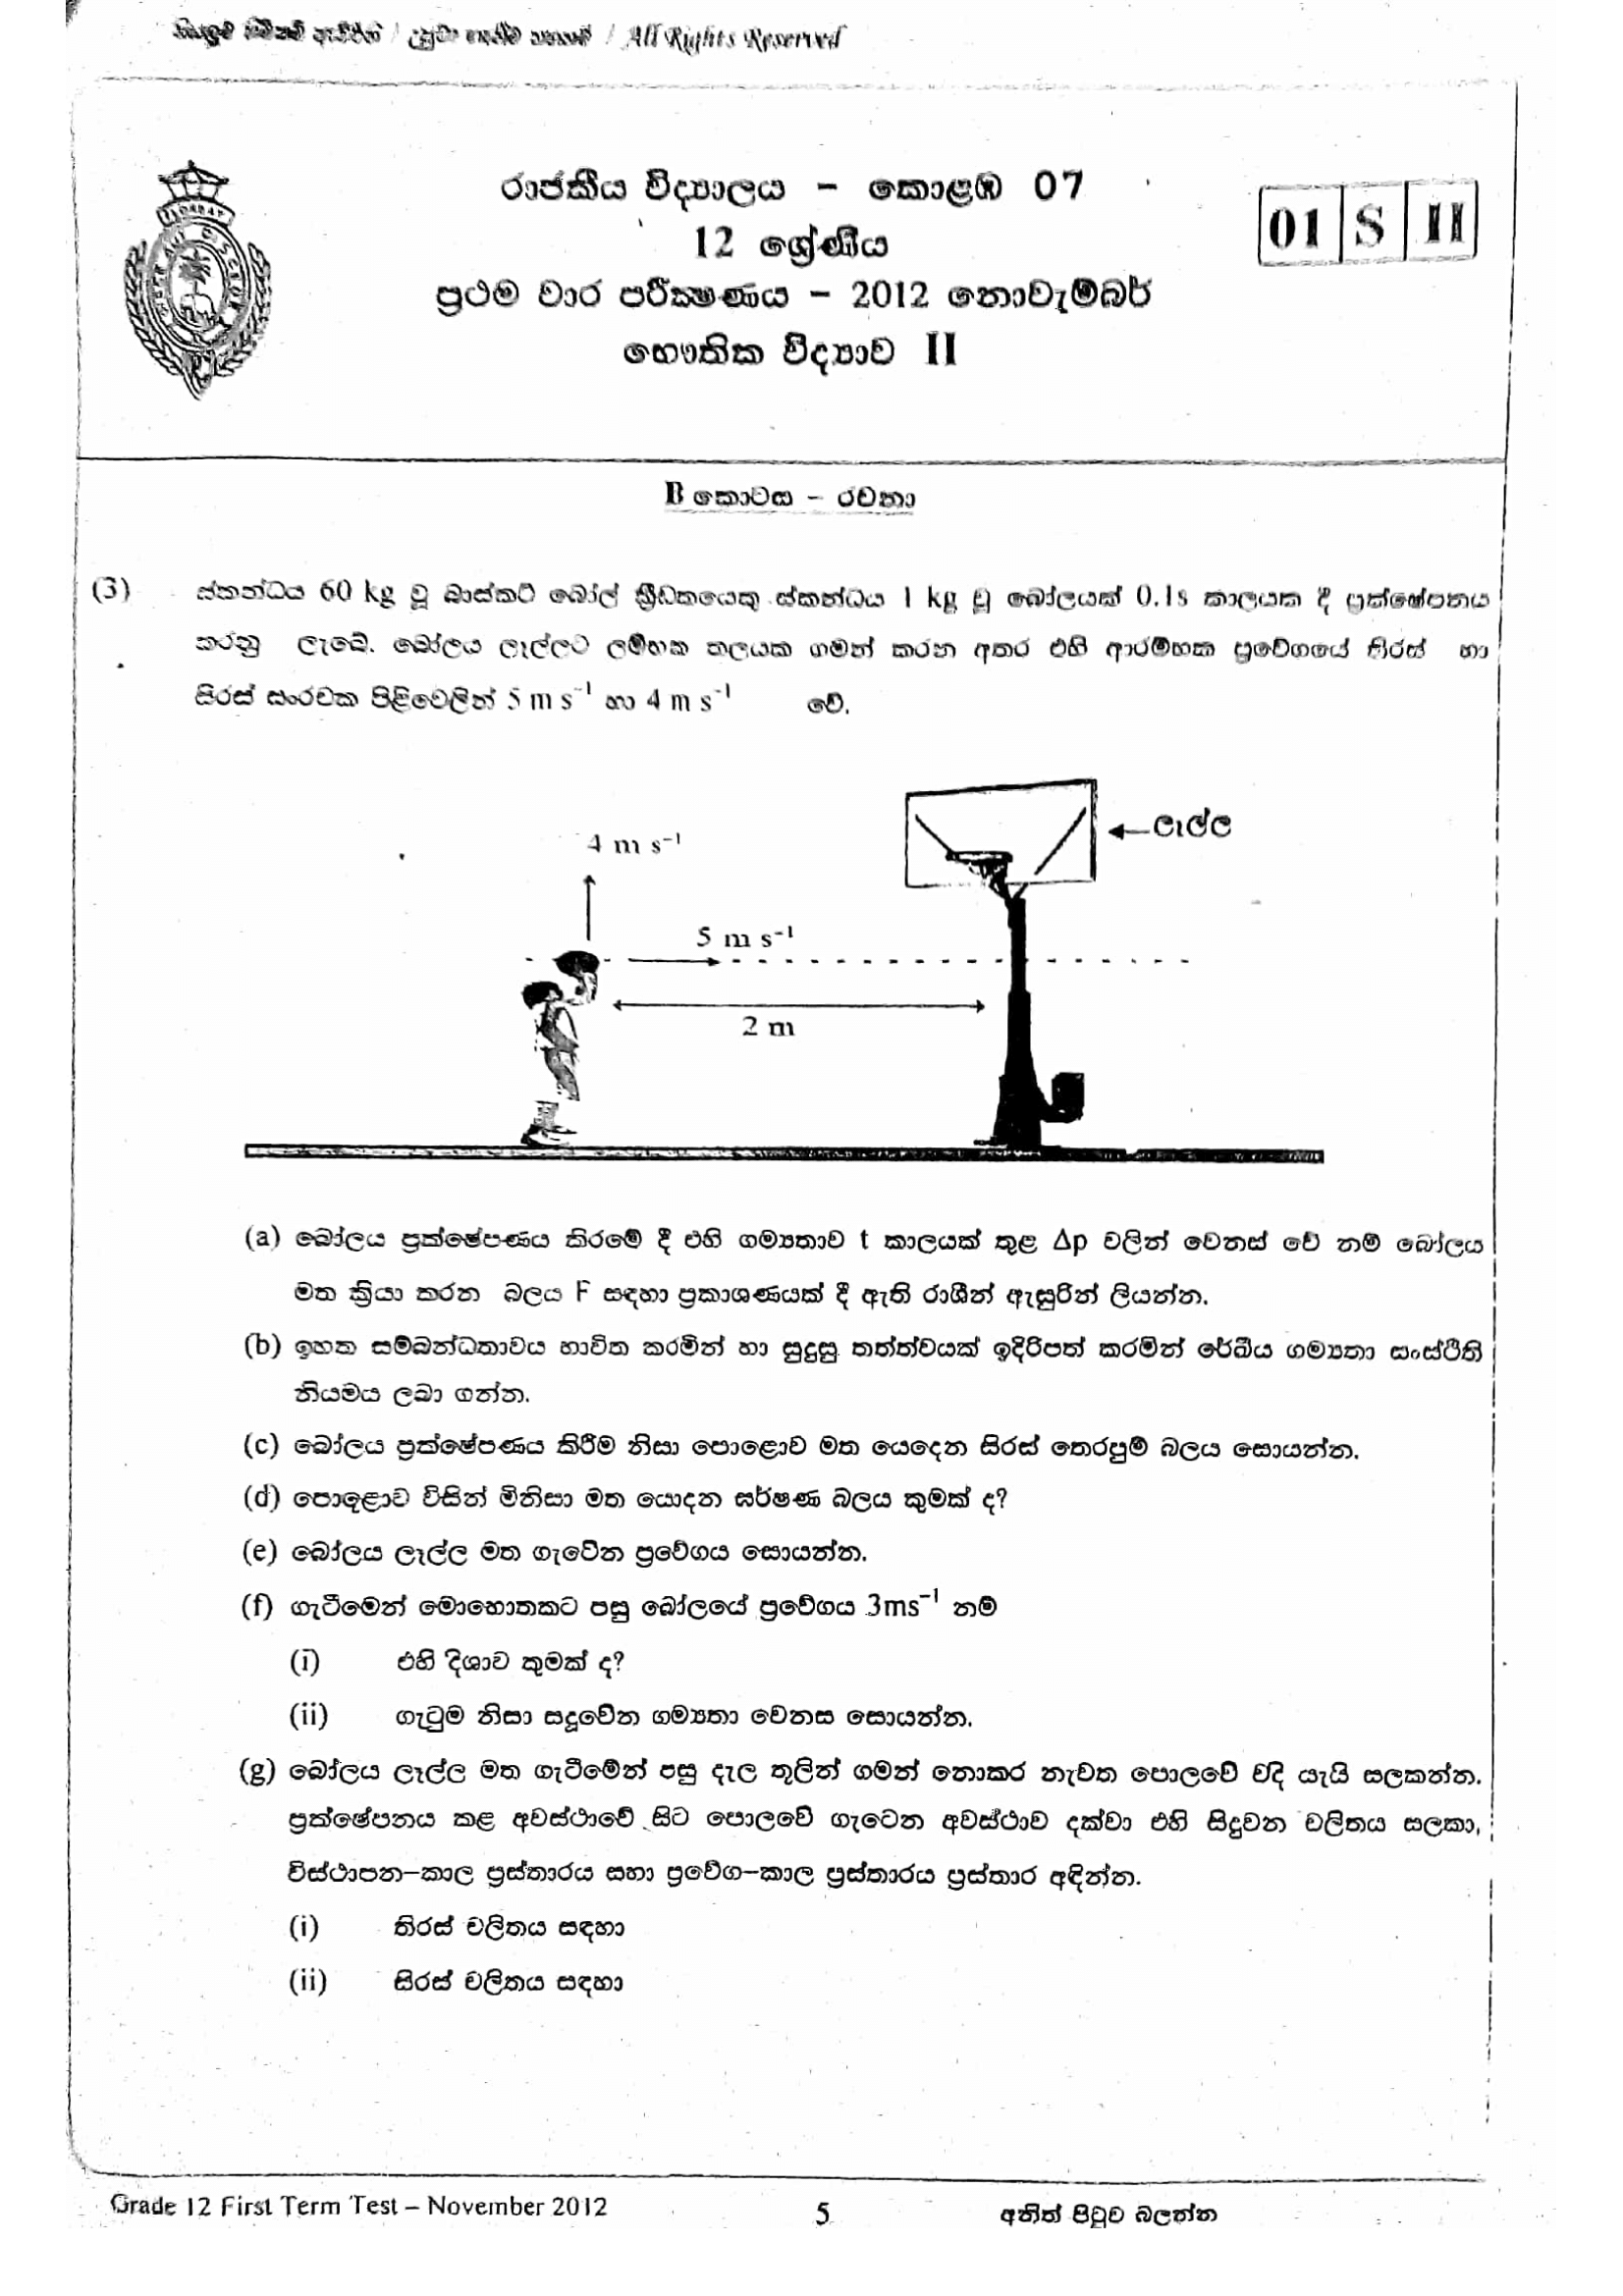 සියලුම හිමිකම් ඇවිරිණි / All Rights Reserved
රාජකීය විද්‍යාලය - කොළඹ 07
01 S II
12 ශ්‍රේණිය
ප්‍රථම වාර පරීක්‍ෂණය - 2012 නොවැම්බර්
භෞතික විද්‍යාව II
B කොටස - රචනා
(3) ස්කන්ධය 60 kg වූ බාස්කට් බෝල් ක්‍රීඩකයෙකු ස්කන්ධය 1 kg වූ බෝලයක් 0.1s කාලයක දී ප්‍රක්ෂේපනය
කරනු ලැබේ. බෝලය ලෑල්ලට ලම්භක තලයක ගමන් කරන අතර එහි ආරම්භක ප්‍රවේගයේ තිරස් හා
සිරස් සංරචක පිළිවෙලින් 5 m s⁻¹ හා 4 m s⁻¹ වේ.
ලෑල්ල
4 m s⁻¹
5 m s⁻¹
2 m
(a) බෝලය ප්‍රක්ෂේපණය කිරමේ දී එහි ගම්‍යතාව t කාලයක් තුළ Δp වලින් වෙනස් වේ නම් බෝලය
මත ක්‍රියා කරන බලය F සඳහා ප්‍රකාශණයක් දී ඇති රාශීන් ඇසුරින් ලියන්න.
(b) ඉහත සම්බන්ධතාවය භාවිත කරමින් හා සුදුසු තත්ත්වයක් ඉදිරිපත් කරමින් රේඛීය ගම්‍යතා සංස්ථිති
නියමය ලබා ගන්න.
(c) බෝලය ප්‍රක්ෂේපණය කිරීම නිසා පොළොව මත යෙදෙන සිරස් තෙරපුම් බලය සොයන්න.
(d) පොළොව විසින් මිනිසා මත යොදන ඝර්ෂණ බලය කුමක් ද?
(e) බෝලය ලෑල්ල මත ගැටෙන ප්‍රවේගය සොයන්න.
(f) ගැටීමෙන් මොහොතකට පසු බෝලයේ ප්‍රවේගය 3ms⁻¹ නම්
(i) එහි දිශාව කුමක් ද?
(ii) ගැටුම නිසා සදූවේන ගම්‍යතා වෙනස සොයන්න.
(g) බෝලය ලෑල්ල මත ගැටීමේන් පසු දැල තුලින් ගමන් නොකර නැවත පොලවේ වදී යැයි සලකන්න.
ප්‍රක්ෂේපනය කළ අවස්ථාවේ සිට පොලවේ ගැටෙන අවස්ථාව දක්වා එහි සිදුවන චලිතය සලකා,
විස්ථාපන-කාල ප්‍රස්තාරය සහා ප්‍රවේග-කාල ප්‍රස්තාරය ප්‍රස්තාර අඳින්න.
(i) තිරස් චලිතය සඳහා
(ii) සිරස් චලිතය සඳහා
Grade 12 First Term Test – November 2012 5 අනිත් පිටුව බලන්න